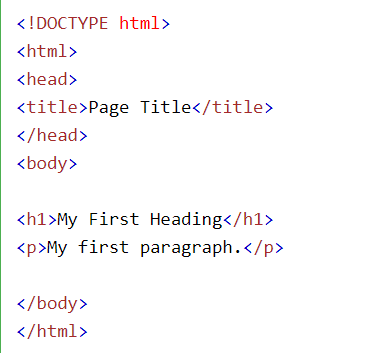 <!DOCTYPE html>
<html>
<head>
<title>Page Title</title>
</head>
<body>
<h1>My First Heading</h1>
<p>My first paragraph.</p>
</body>
</html>